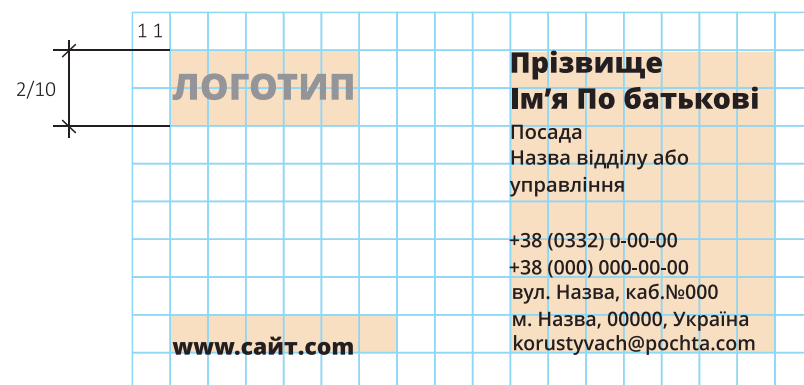 1 1
2/10
ЛОГОТИП
Прізвище
Ім’я По батькові
Посада
Назва відділу або
управління
+38 (0332) 0-00-00
+38 (000) 000-00-00
вул. Назва, каб.№000
м. Назва, 00000, Україна
korustyvach@pochta.com
www.сайт.com